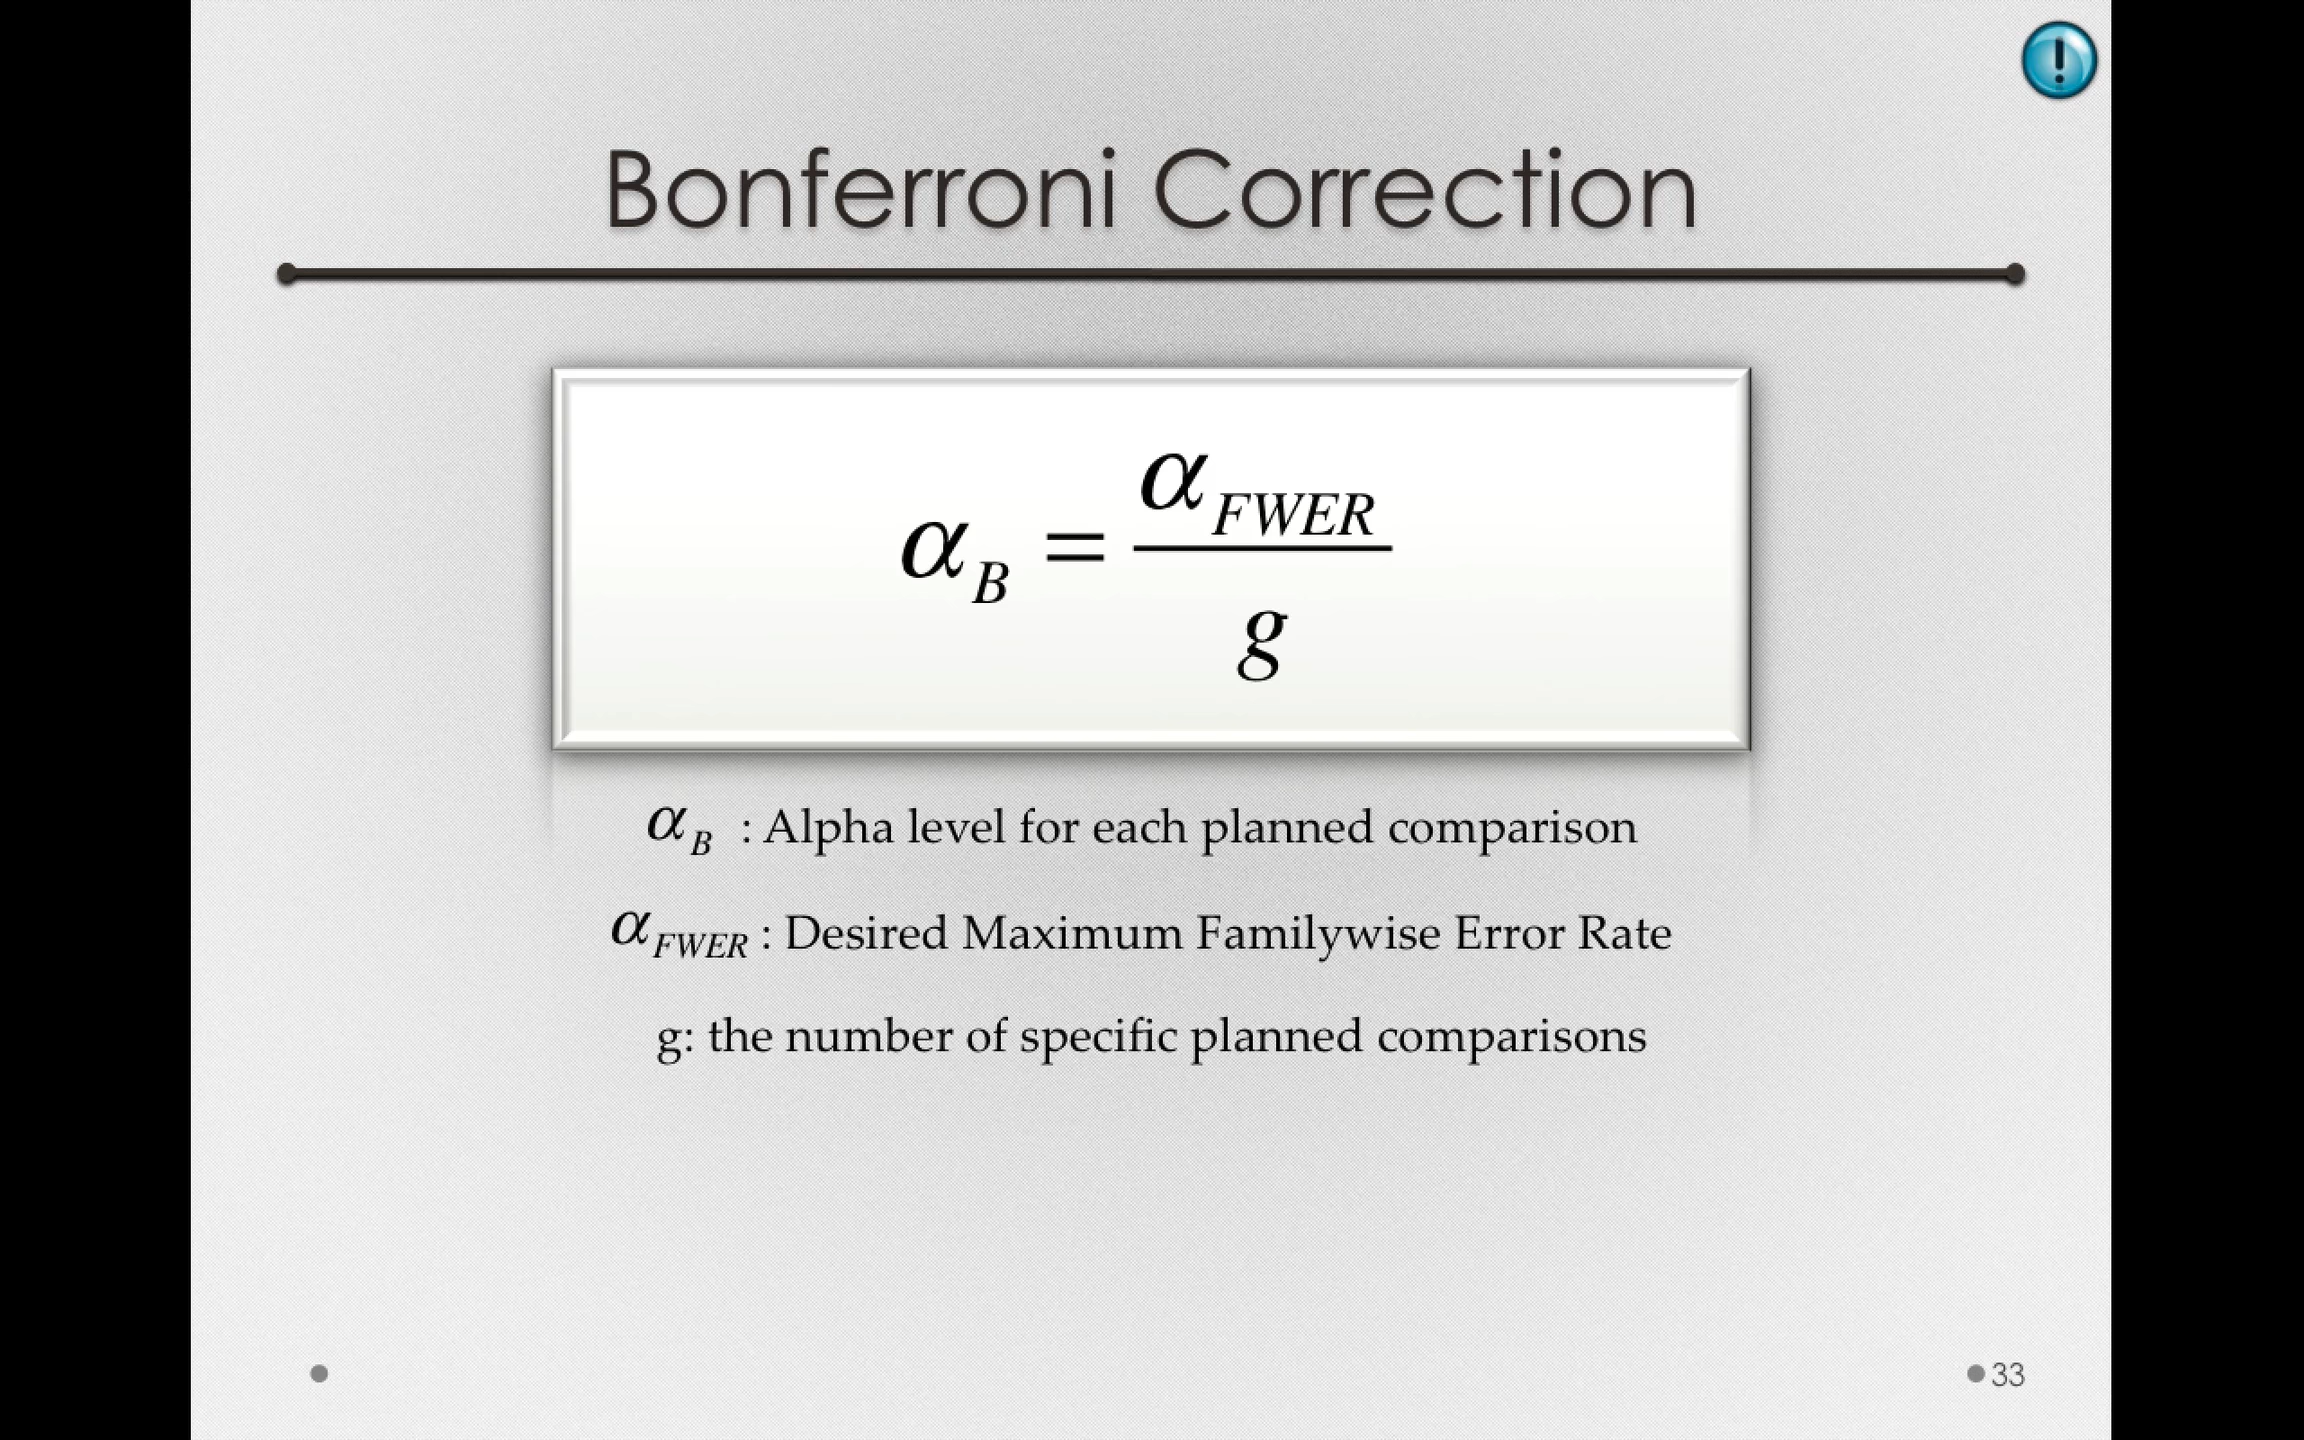 !
Bonferroni Correction
α_B = α_FWER / g
α_B : Alpha level for each planned comparison
α_FWER : Desired Maximum Familywise Error Rate
g: the number of specific planned comparisons
33